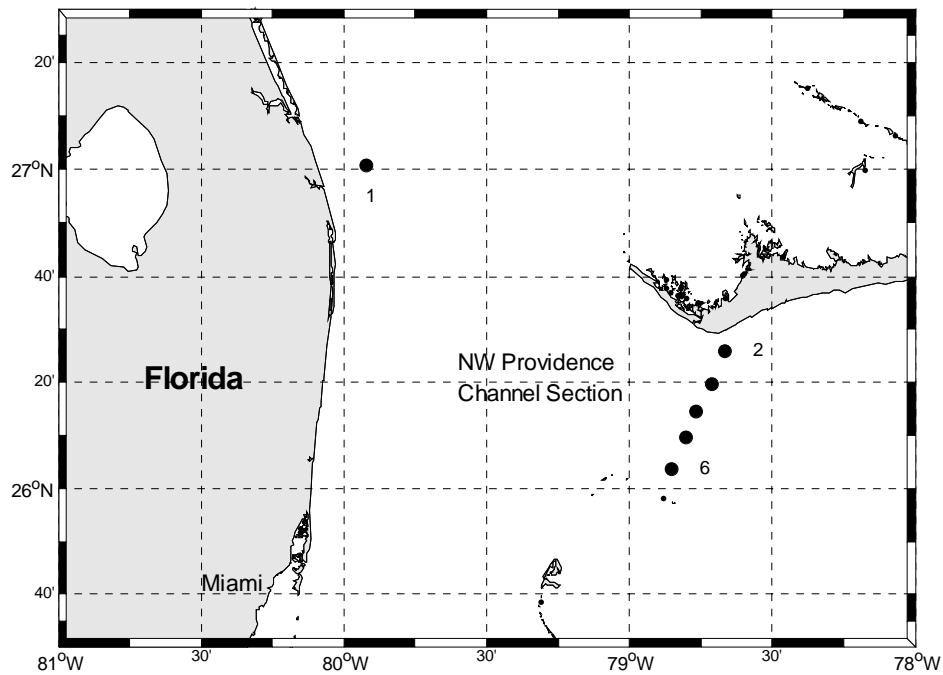 20'
27°N
1
40'
2
NW Providence
Channel Section
Florida
20'
6
26°N
Miami
40'
81°W
30'
80°W
30'
79°W
30'
78°W